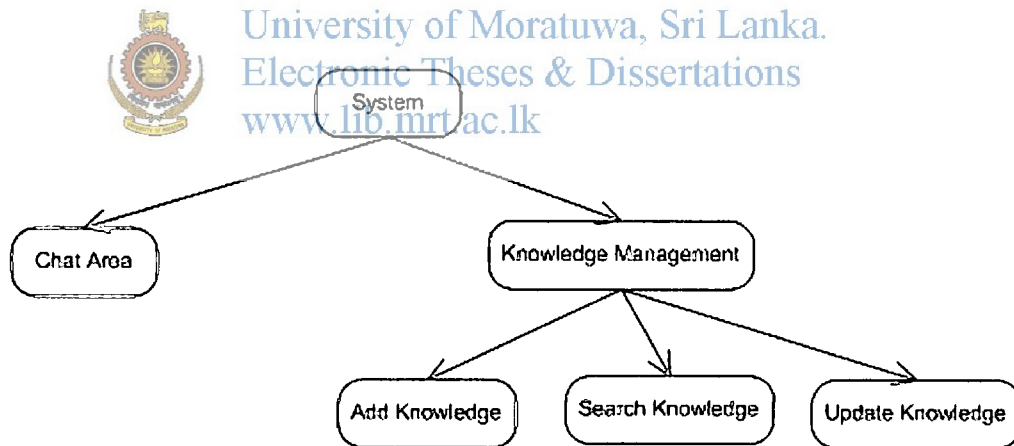 University of Moratuwa, Sri Lanka.
Electronic Theses & Dissertations
www.lib.mrt.ac.lk
System
Chat Area
Knowledge Management
Add Knowledge
Search Knowledge
Update Knowledge